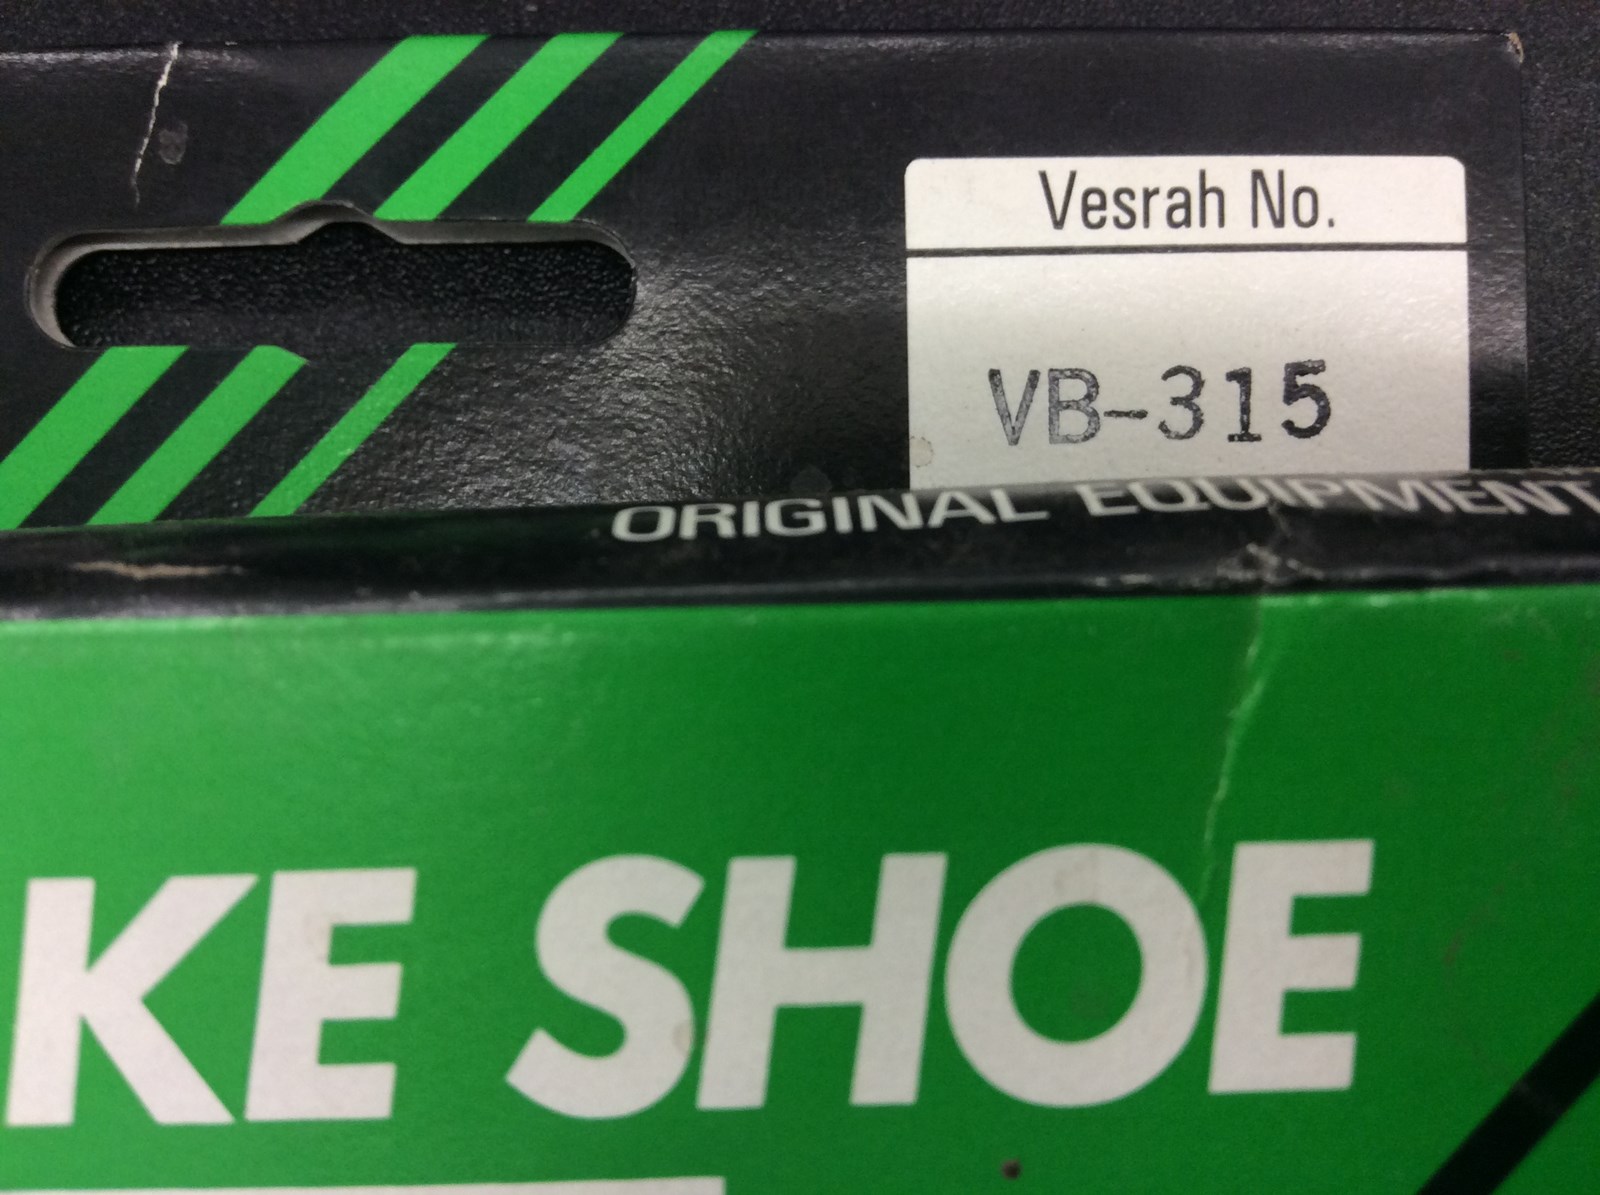 Vesrah No.
VB-315
ORIGINAL EQUIPMENT
KE SHOE